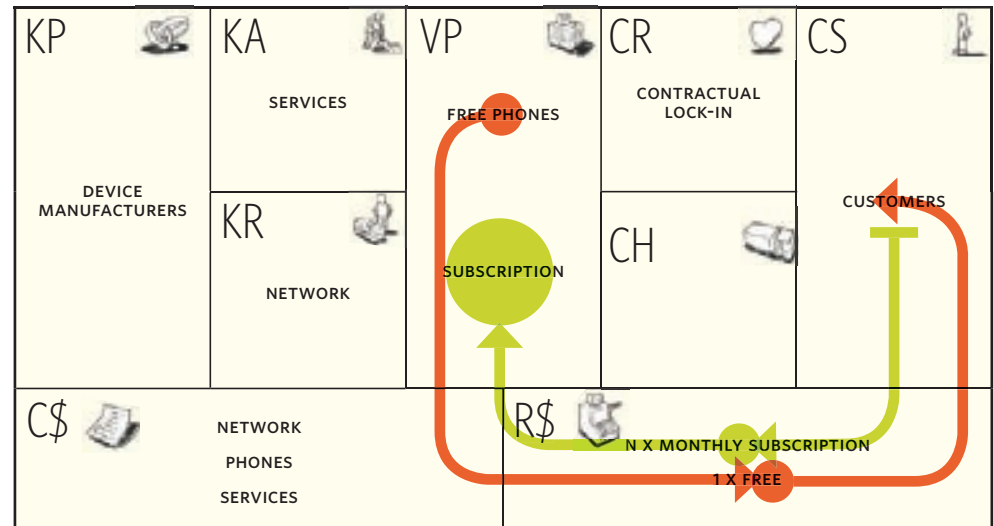 KP
DEVICE
MANUFACTURERS
KA
SERVICES
KR
NETWORK
VP
FREE PHONES
SUBSCRIPTION
CR
CONTRACTUAL
LOCK-IN
CH
CS
CUSTOMERS
C$
NETWORK
PHONES
SERVICES
R$
N X MONTHLY SUBSCRIPTION
1 X FREE